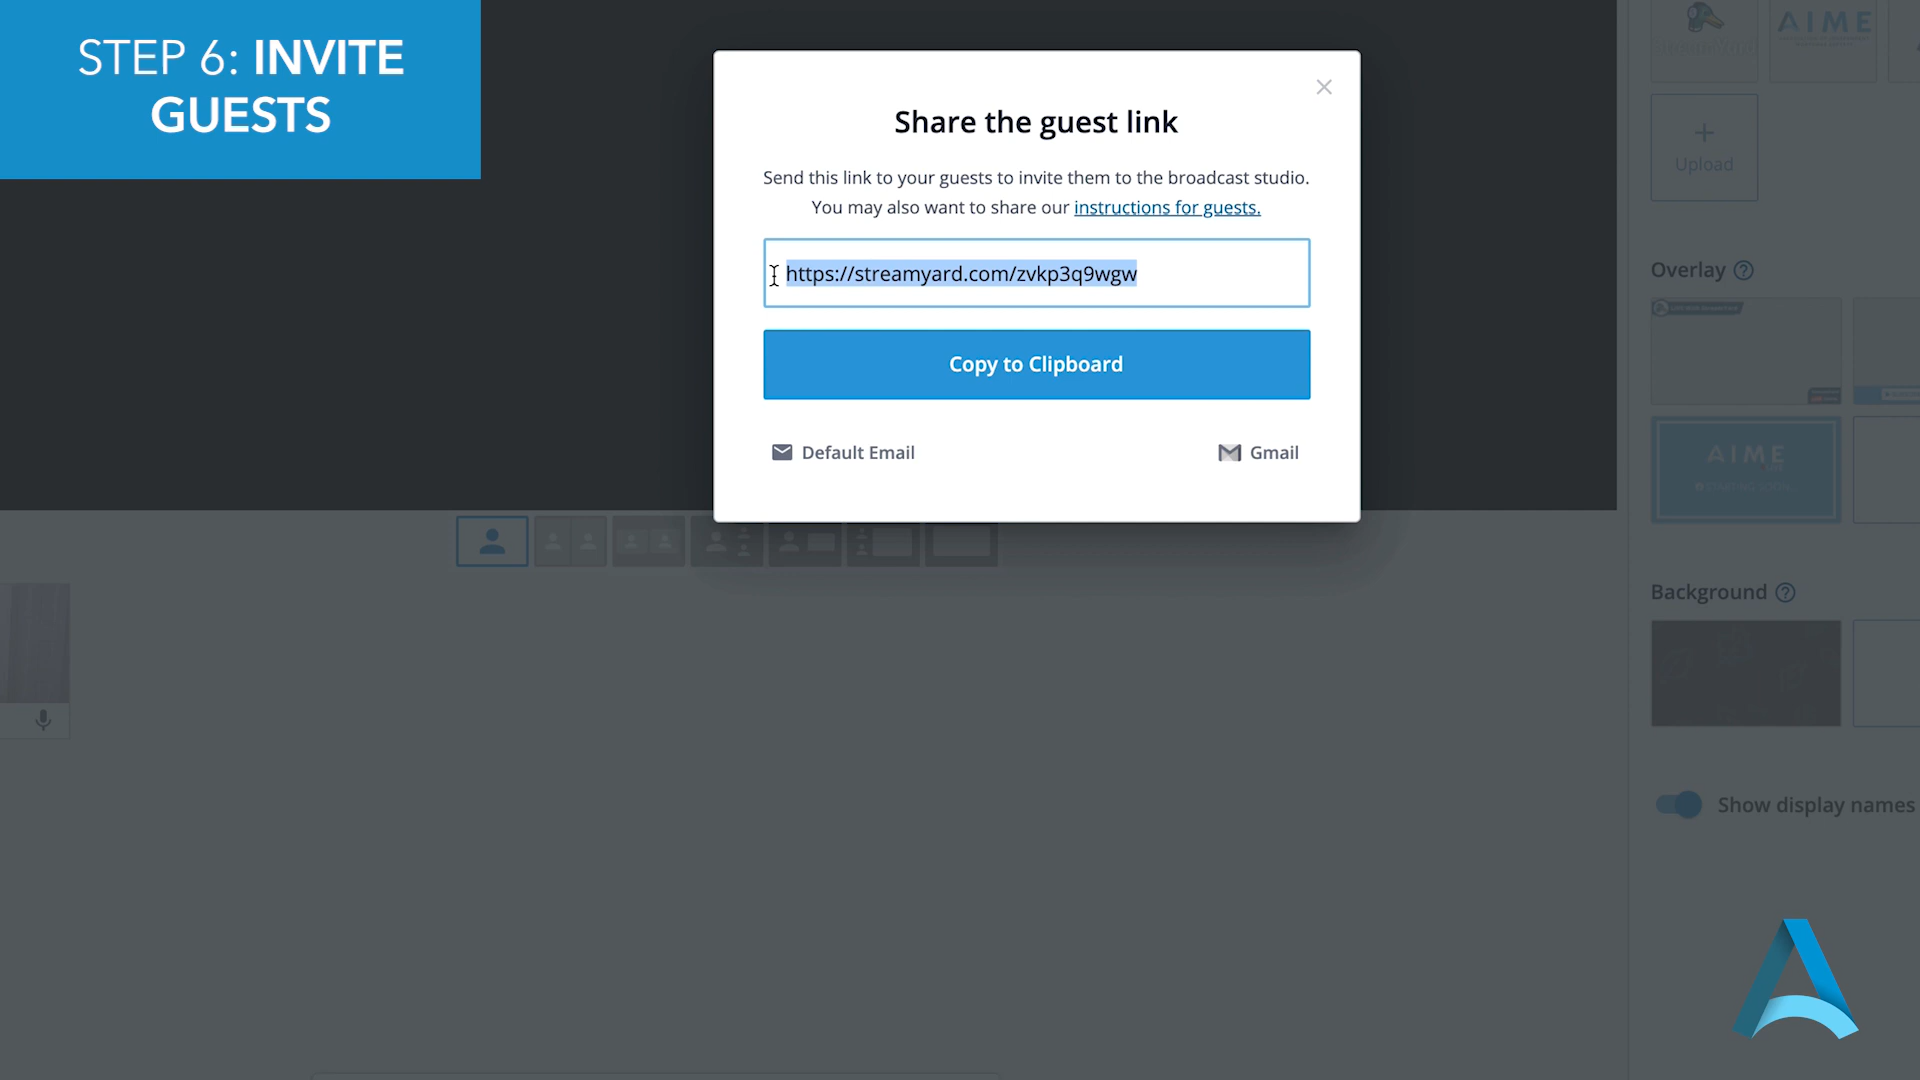 STEP 6: INVITE
GUESTS
Share the guest link
Send this link to your guests to invite them to the broadcast studio.
You may also want to share our instructions for guests.
https://streamyard.com/zvkp3q9wgw
Copy to Clipboard
Default Email
Gmail
AIME
Upload
Overlay
AIME
Background
Show display names